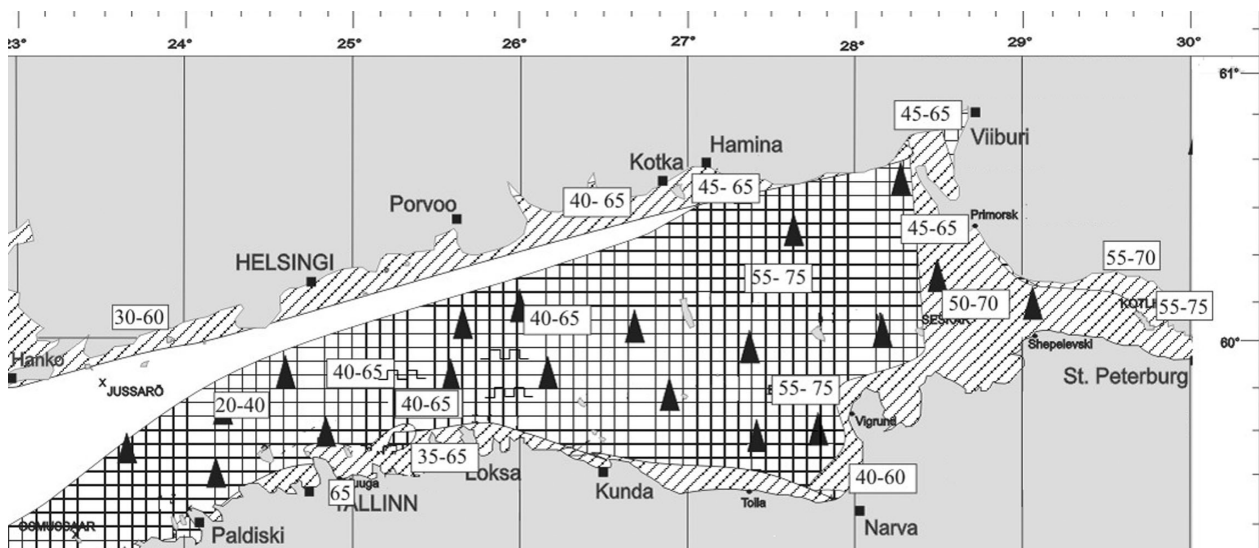 23° 24° 25° 26° 27° 28° 29° 30°
61°
45-65
Viiburi
Hamina
Kotka
45- 65
40- 65
Porvoo
Primorsk
45-65
HELSINGI
55-70
55- 75
50-70
55-75
30-60
40-65
60°
Shepelevski
Hanko
JUSSARÖ
40-65
St. Peterburg
55- 75
20-40
40-65
Vigrund
35-65
Loksa
40-60
65
Kunda
Toila
TALLINN
OSMUSSAAR
Paldiski
Narva